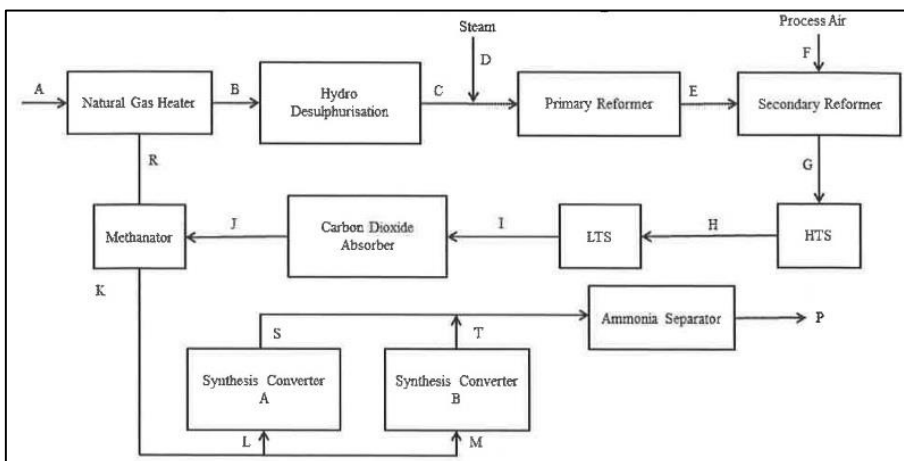 Steam
Process Air
A
Natural Gas Heater
B
Hydro
Desulphurisation
C
D
Primary Reformer
E
F
Secondary Reformer
R
G
Methanator
J
Carbon Dioxide
Absorber
I
LTS
H
HTS
K
S
T
Ammonia Separator
P
Synthesis Converter
A
Synthesis Converter
B
L
M